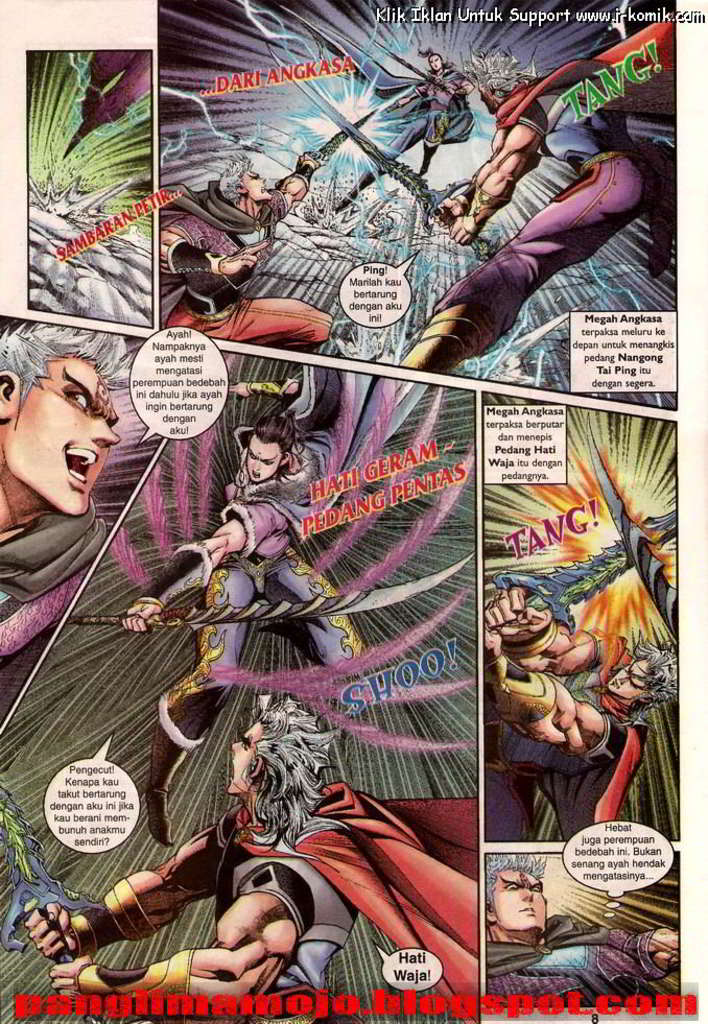 Klik Iklan Untuk Support www.i-komik.com
SAMBARAN PETIR...
...DARI ANGKASA
TANG!
Ping!
Marilah kau
bertarung
dengan aku
ini!
Megah Angkasa
terpaksa meluru ke
depan untuk menangkis
pedang Nangong
Tai Ping itu
dengan segera.
Ayah!
Nampaknya
ayah mesti
mengatasi
perempuan bedebah
ini dahulu jika ayah
ingin bertarung
dengan
aku!
HATI GERAM -
PEDANG PENTAS
SHOO!
Pengecut!
Kenapa kau
takut bertarung
dengan aku ini jika
kau berani mem-
bunuh anakmu
sendiri?
Hati
Waja!
Megah Angkasa
terpaksa berputar
dan menepis
Pedang Hati
Waja itu dengan
pedangnya.
TANG!
Hebat
juga perempuan
bedebah ini. Bukan
senang ayah hendak
mengatasinya...
panglimamojo.blogspot.com
8